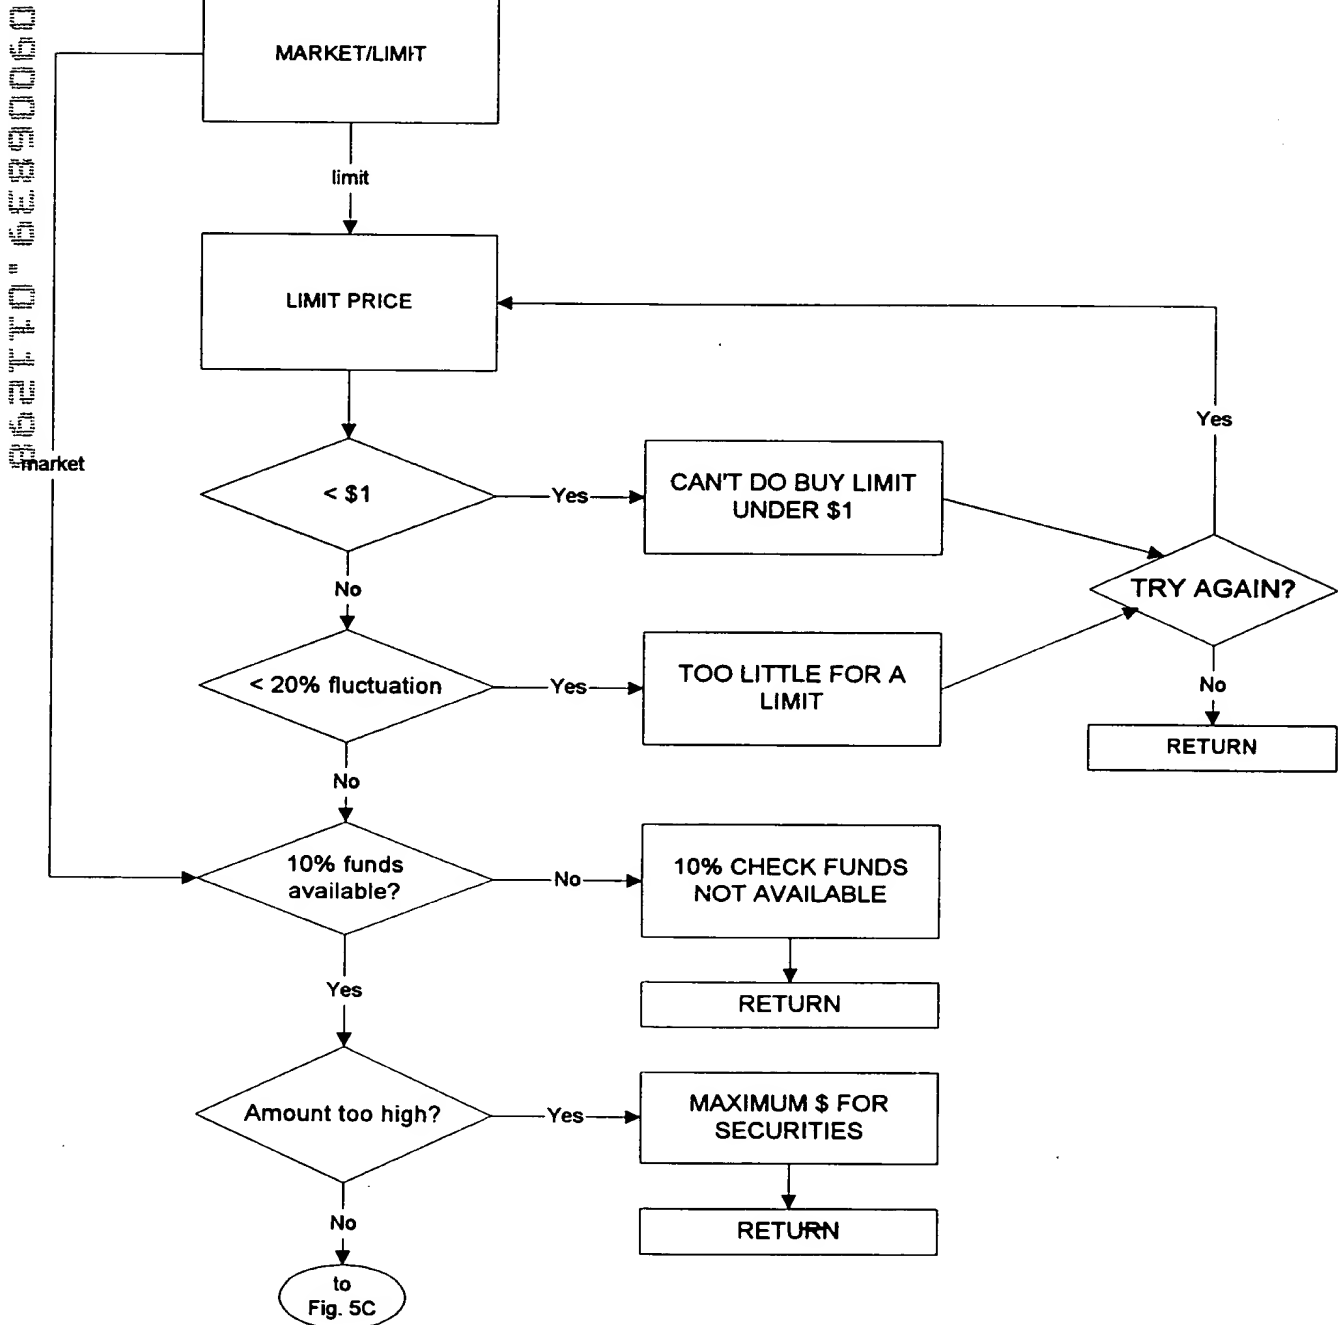 MARKET/LIMIT
limit
LIMIT PRICE
Yes
market
< $1
Yes
CAN'T DO BUY LIMIT
UNDER $1
TRY AGAIN?
No
< 20% fluctuation
Yes
TOO LITTLE FOR A
LIMIT
No
RETURN
No
10% funds
available?
No
10% CHECK FUNDS
NOT AVAILABLE
Yes
RETURN
Amount too high?
Yes
MAXIMUM $ FOR
SECURITIES
No
RETURN
to
Fig. 5C